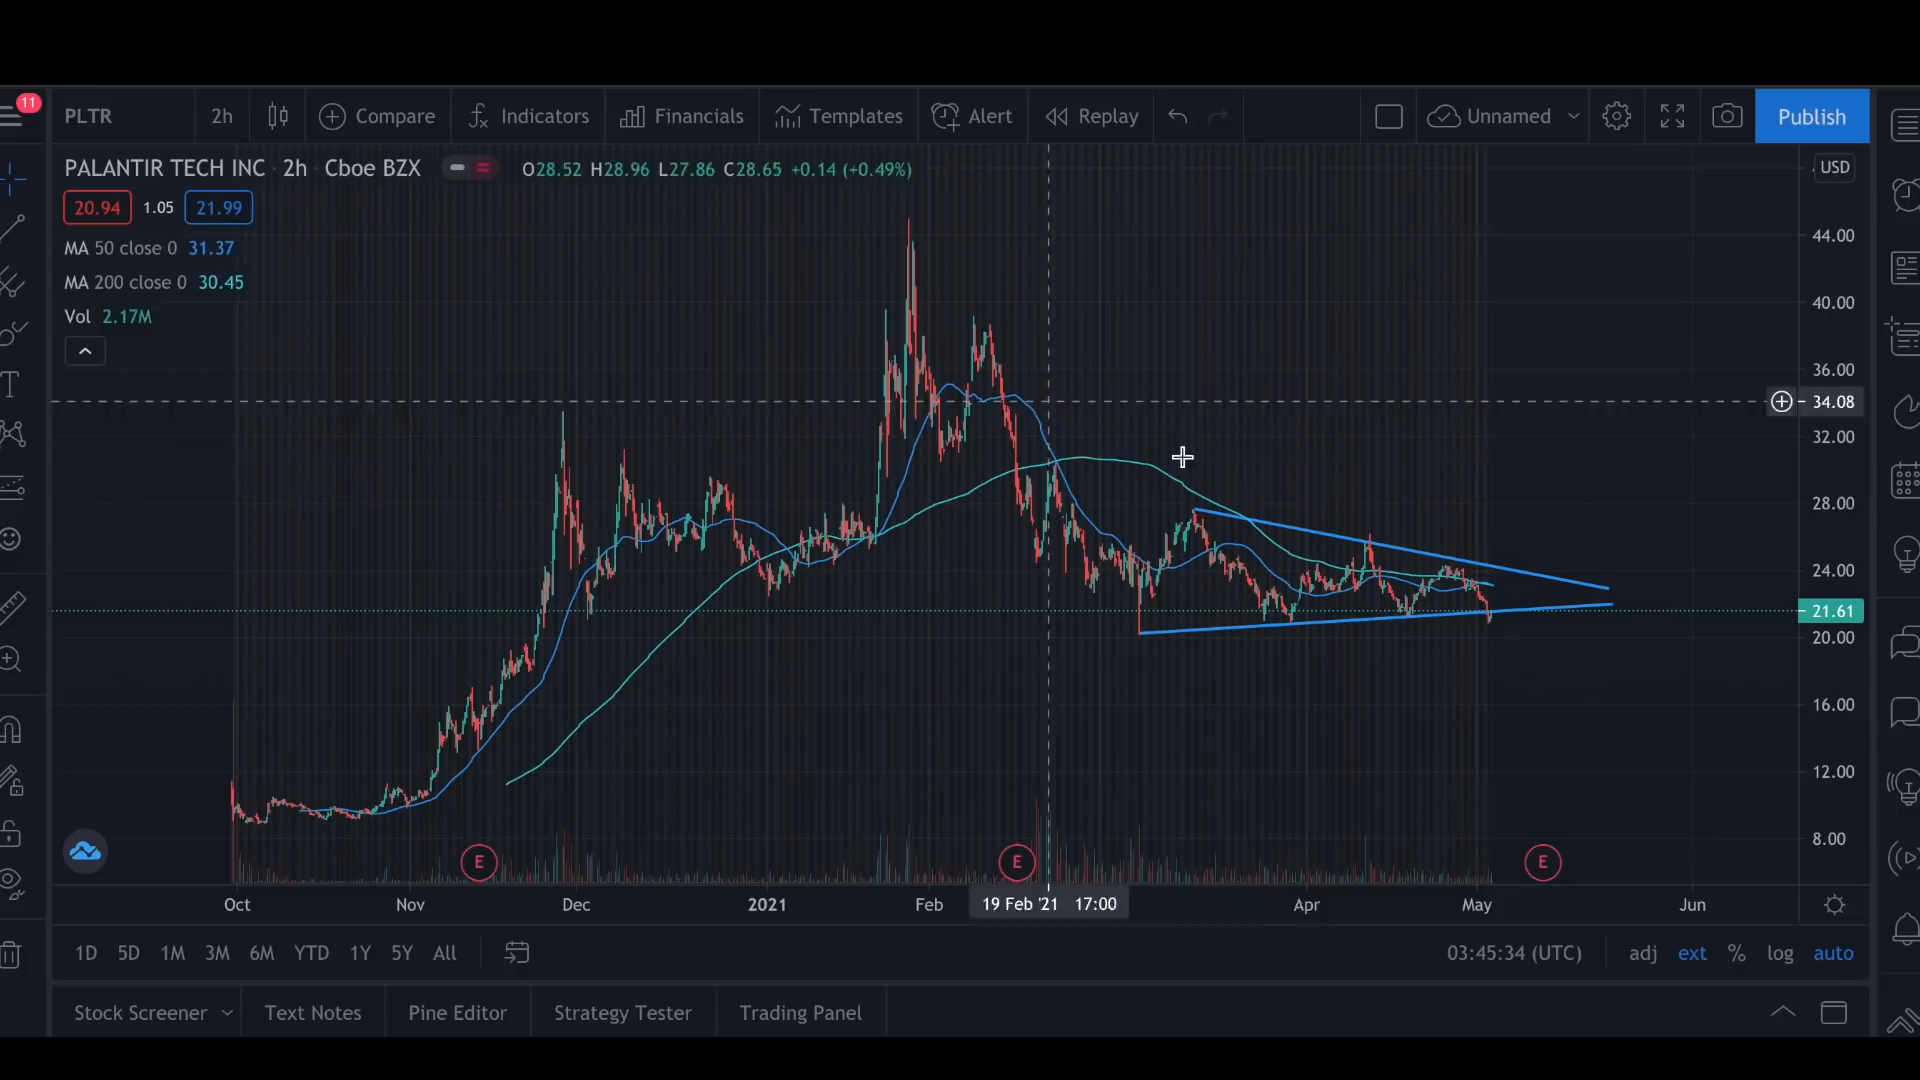 11
PLTR 2h Compare Indicators Financials Templates Alert Replay Unnamed Publish
PALANTIR TECH INC · 2h · Cboe BZX O28.52 H28.96 L27.86 C28.65 +0.14 (+0.49%) USD
20.94 1.05 21.99
MA 50 close 0 31.37
MA 200 close 0 30.45
Vol 2.17M
44.00
40.00
36.00
34.08
32.00
28.00
24.00
21.61
20.00
16.00
12.00
8.00
E E E
Oct Nov Dec 2021 Feb 19 Feb '21 17:00 Apr May Jun
1D 5D 1M 3M 6M YTD 1Y 5Y All 03:45:34 (UTC) adj ext % log auto
Stock Screener Text Notes Pine Editor Strategy Tester Trading Panel